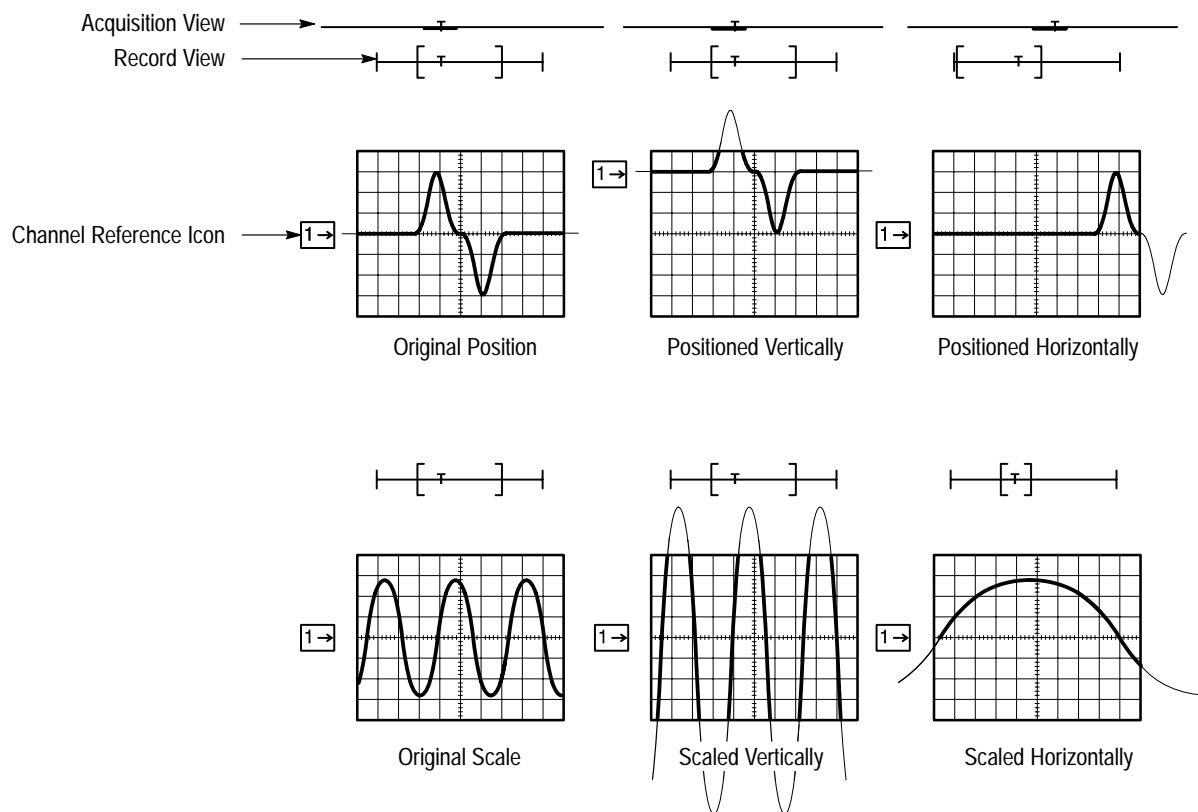 Acquisition View
T T T
Record View
T T T
Channel Reference Icon
1→ 1→ 1→
Original Position Positioned Vertically Positioned Horizontally
T T T
1→ 1→ 1→
Original Scale Scaled Vertically Scaled Horizontally